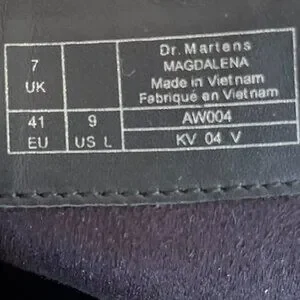 7
UK
41
EU
9
US L
Dr. Martens
MAGDALENA
Made in Vietnam
Fabriqué en Vietnam
AW004
KV 04 V